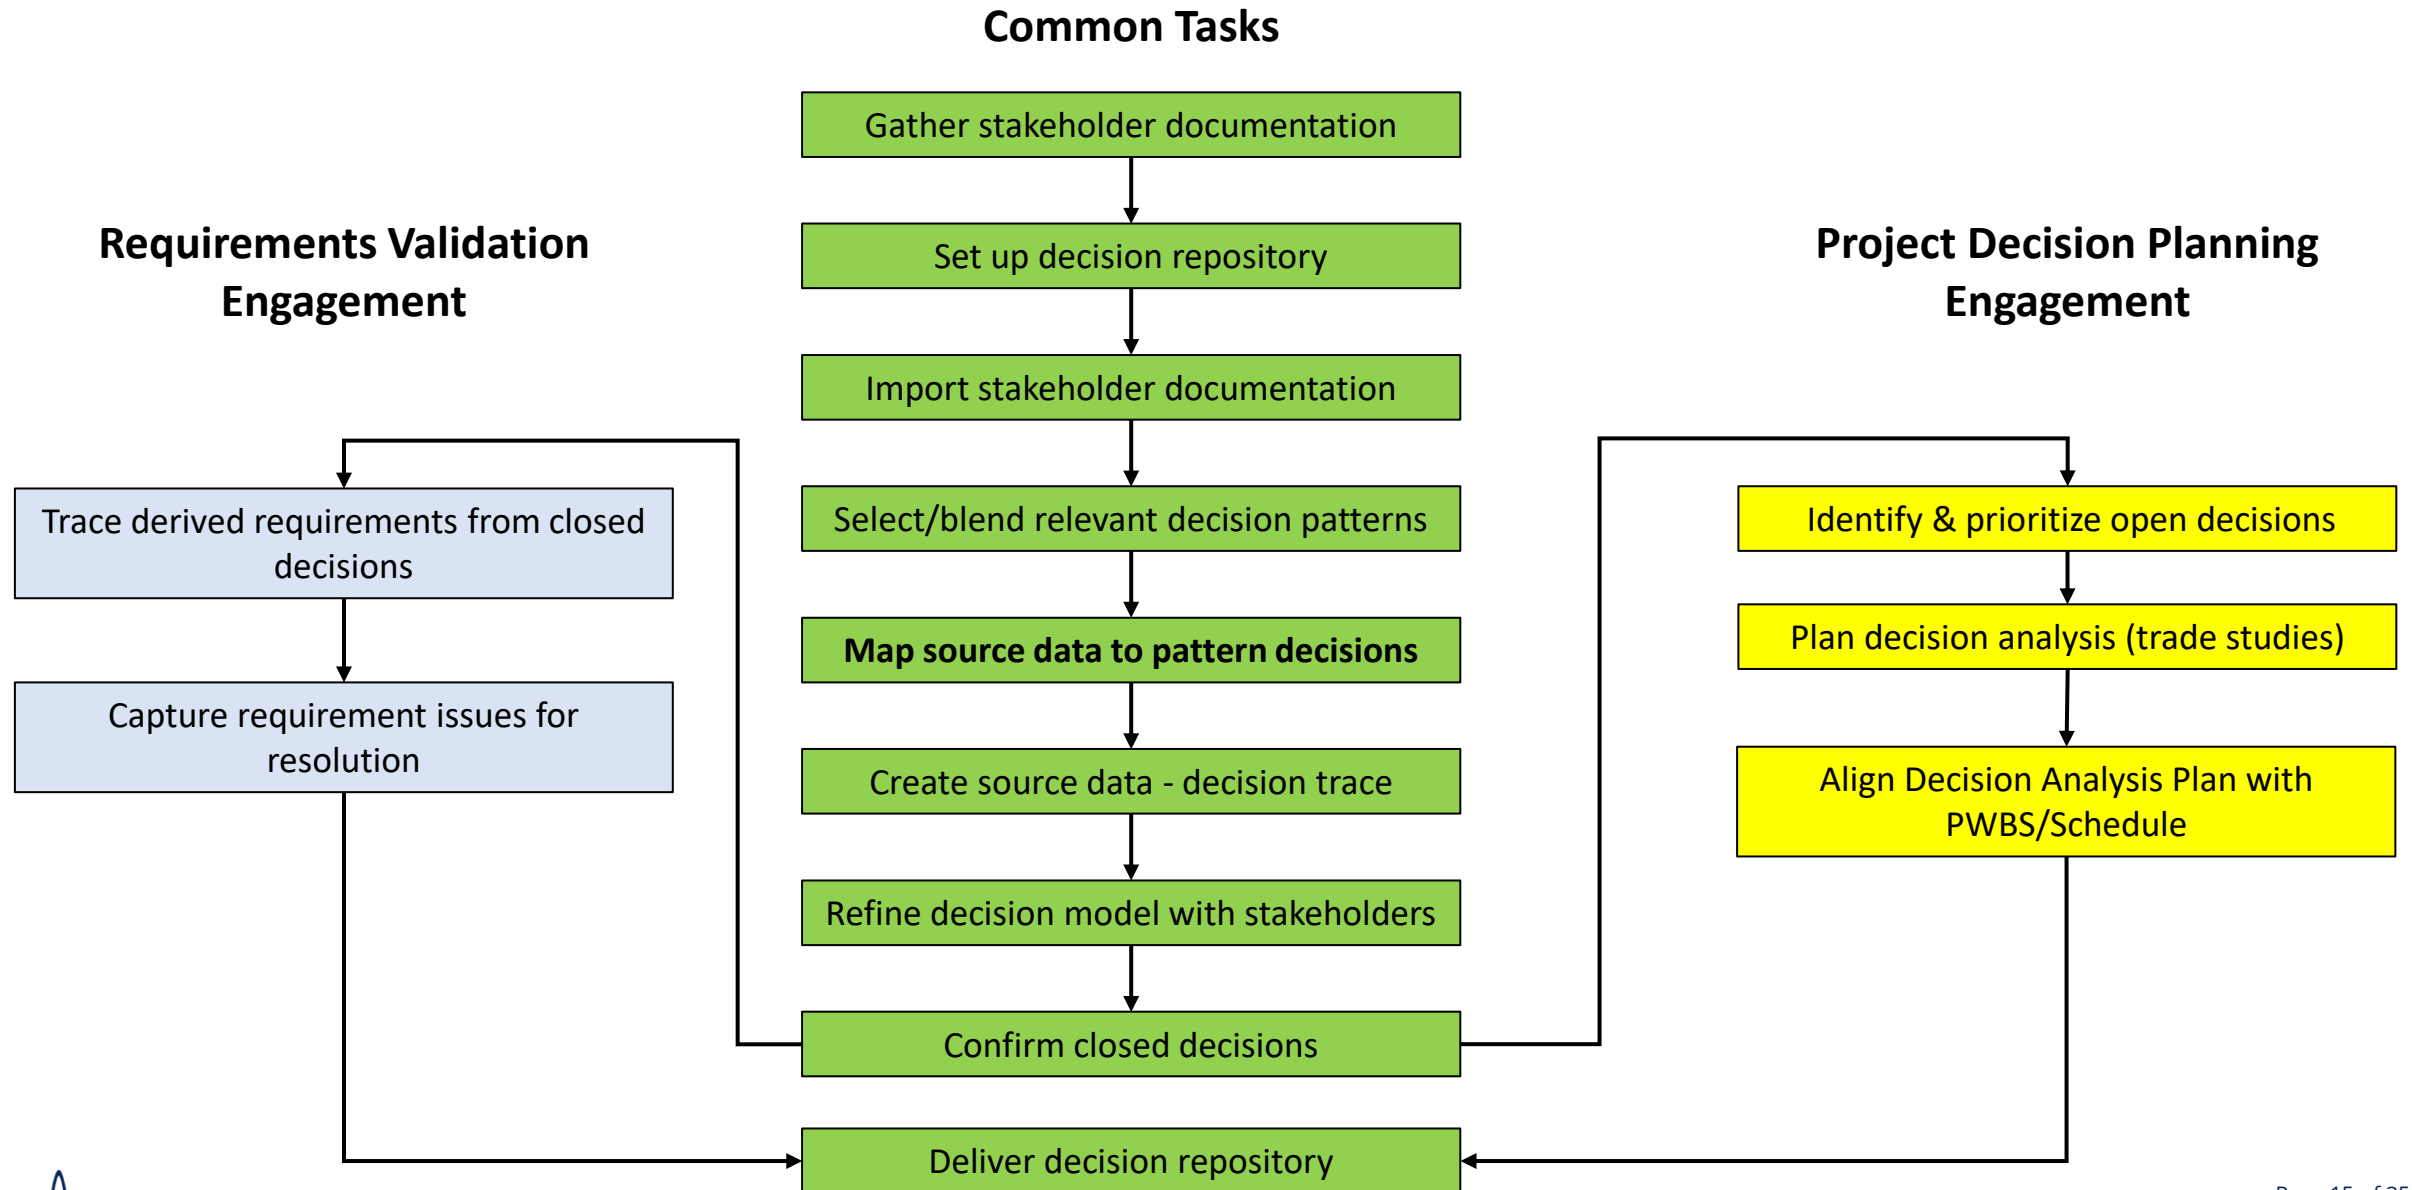 Common Tasks
Gather stakeholder documentation
Set up decision repository
Import stakeholder documentation
Select/blend relevant decision patterns
Map source data to pattern decisions
Create source data - decision trace
Refine decision model with stakeholders
Confirm closed decisions
Deliver decision repository
Requirements Validation
Engagement
Trace derived requirements from closed
decisions
Capture requirement issues for
resolution
Project Decision Planning
Engagement
Identify & prioritize open decisions
Plan decision analysis (trade studies)
Align Decision Analysis Plan with
PWBS/Schedule